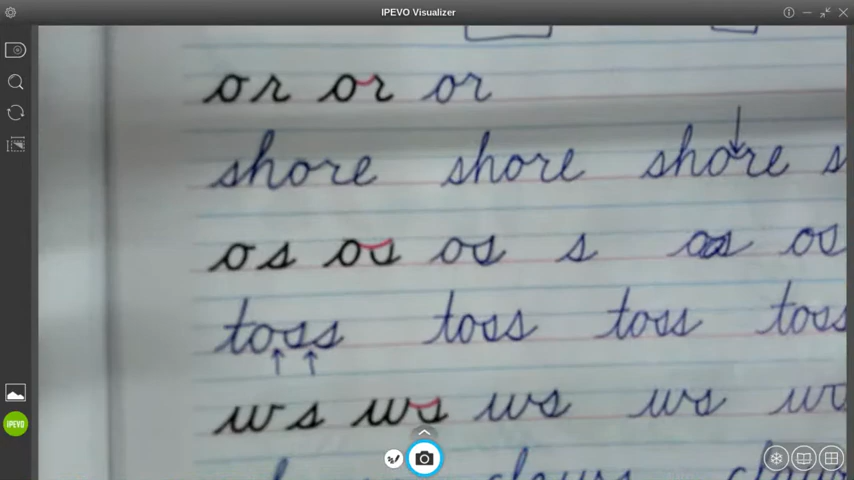 IPEVO Visualizer
or or or
shore shore shore s
os os os s os os
toss toss toss toss
ws ws ws ws
IPEVO